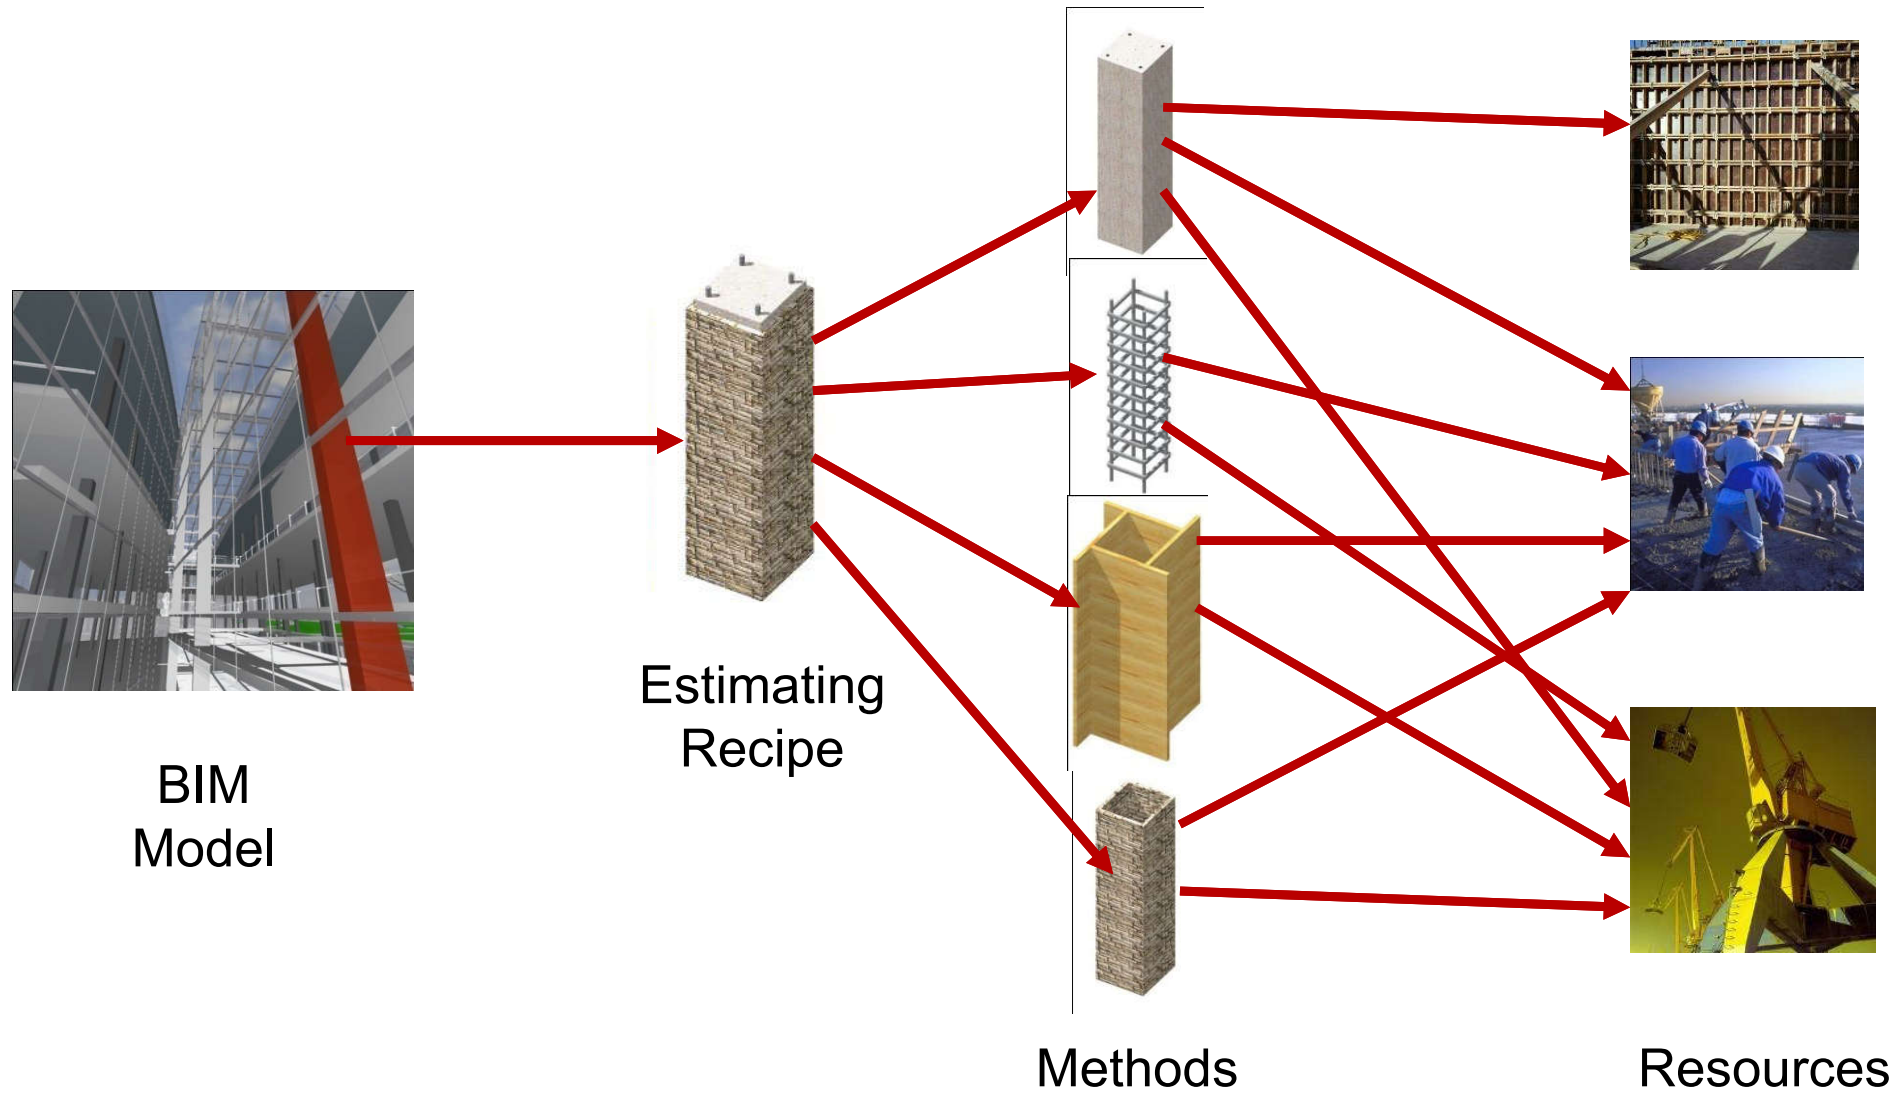 BIM
Model
Estimating
Recipe
Methods
Resources